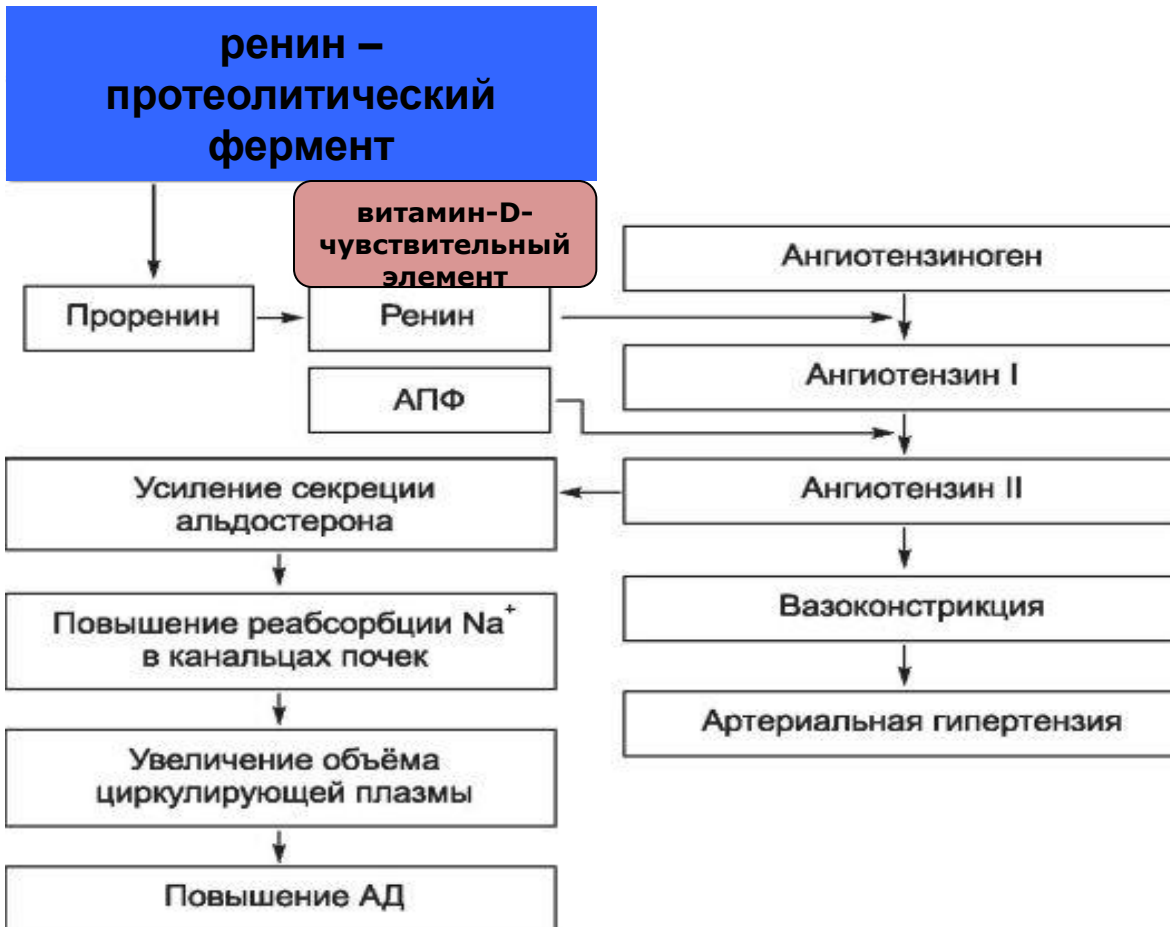 ренин –
протеолитический
фермент
витамин-D-
чувствительный
элемент
Ангиотензиноген
Проренин
Ренин
Ангиотензин I
АПФ
Усиление секреции
альдостерона
Ангиотензин II
Повышение реабсорбции Na⁺
в канальцах почек
Вазоконстрикция
Увеличение объёма
циркулирующей плазмы
Артериальная гипертензия
Повышение АД